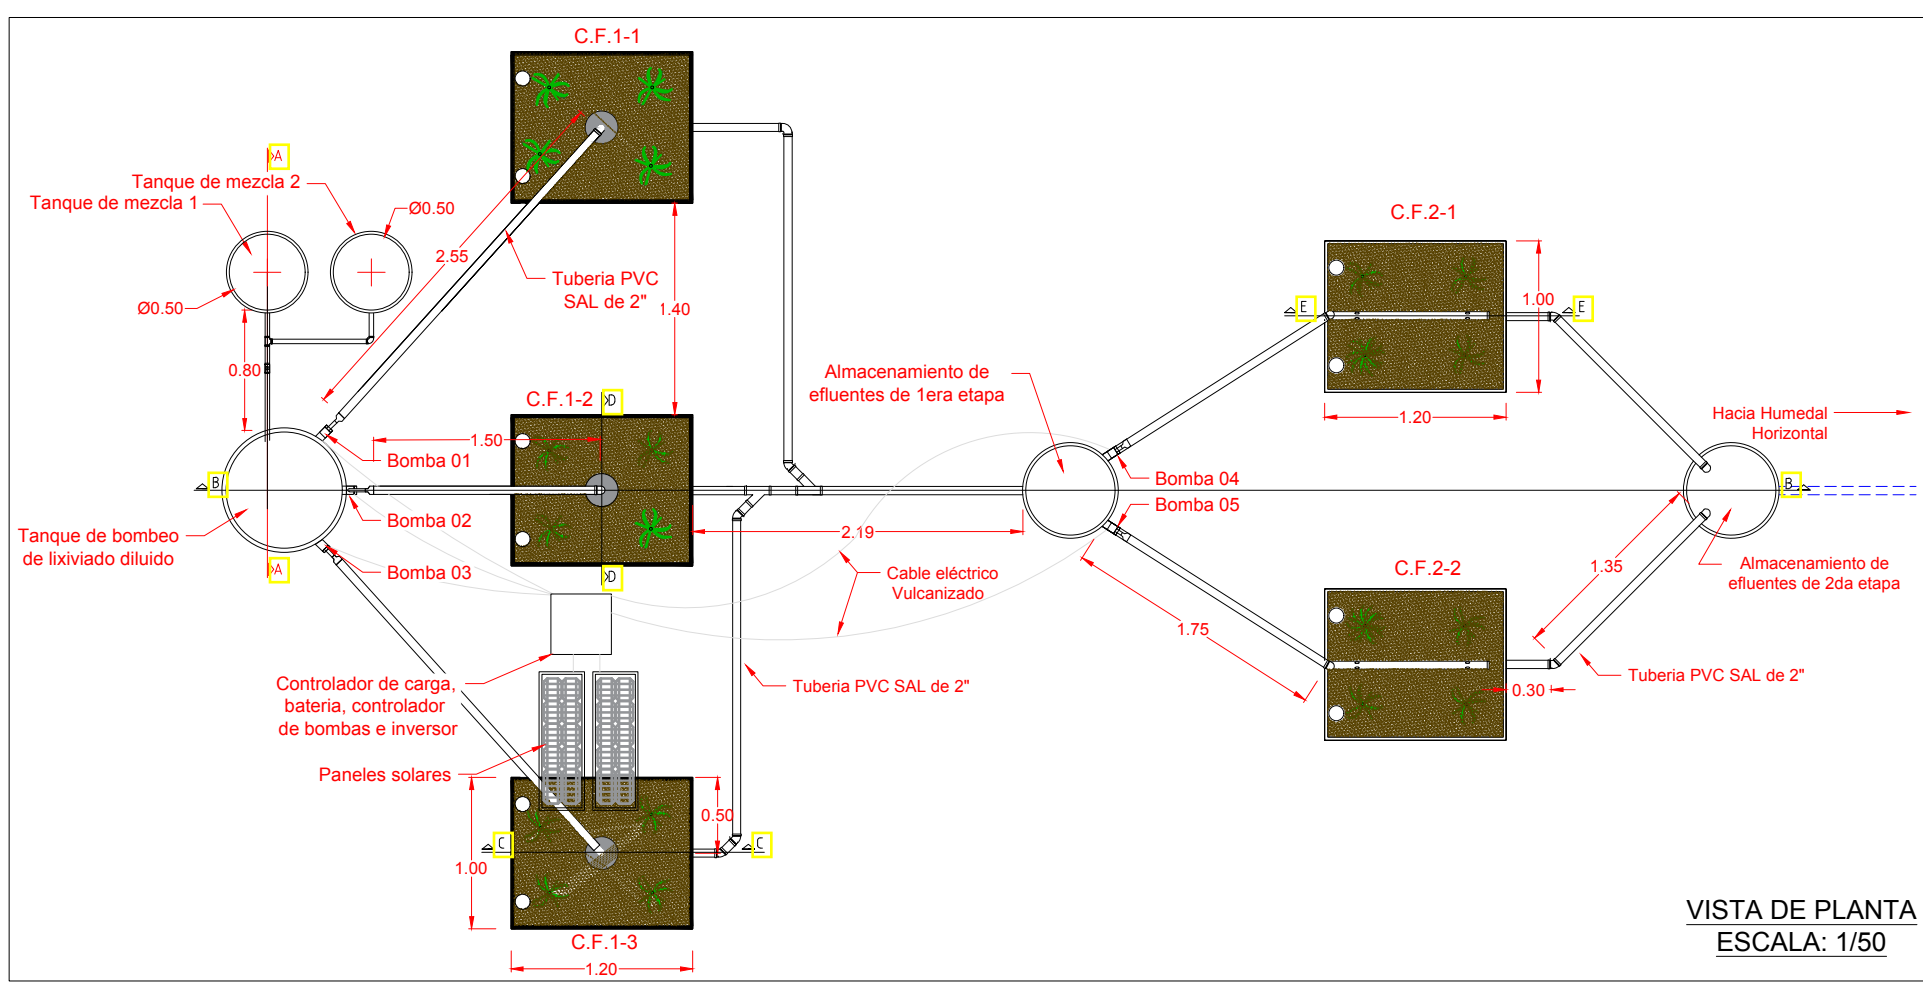 C.F.1-1
A
Tanque de mezcla 2
Tanque de mezcla 1
Ø0.50
C.F.2-1
2.55
Tuberia PVC
SAL de 2"
Ø0.50
1.40
E
1.00
E
0.80
Almacenamiento de
efluentes de 1era etapa
C.F.1-2
D
1.20
Hacia Humedal
Horizontal
1.50
Bomba 01
B
Bomba 04
B
Bomba 05
Bomba 02
Tanque de bombeo
de lixiviado diluido
2.19
A
Bomba 03
D
Cable eléctrico
Vulcanizado
C.F.2-2
1.35
Almacenamiento de
efluentes de 2da etapa
1.75
Controlador de carga,
bateria, controlador
de bombas e inversor
Tuberia PVC SAL de 2"
Tuberia PVC SAL de 2"
0.30
Paneles solares
0.50
C
C
1.00
C.F.1-3
1.20
VISTA DE PLANTA
ESCALA: 1/50